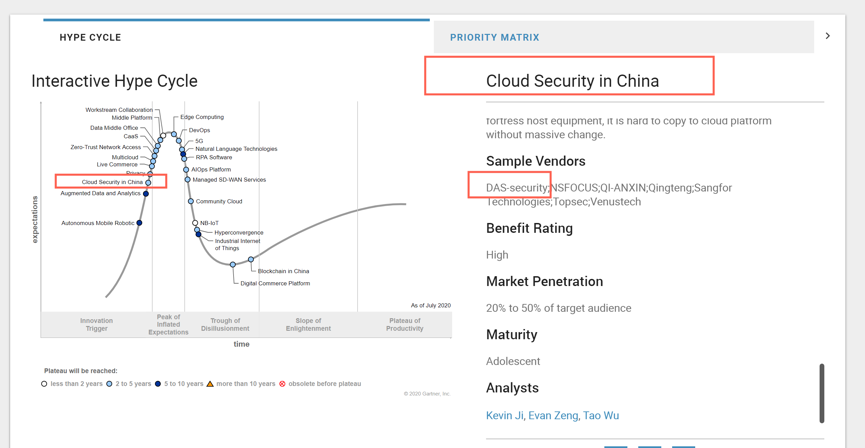 HYPE CYCLE
PRIORITY MATRIX
Interactive Hype Cycle
expectations
Workstream Collaboration
Middle Platform
Data Middle Office
CaaS
Zero-Trust Network Access
Multicloud
Live Commerce
Privacy
Cloud Security in China
Augmented Data and Analytics
Autonomous Mobile Robotic
Edge Computing
DevOps
5G
Natural Language Technologies
RPA Software
AIOps Platform
Managed SD-WAN Services
Community Cloud
NB-IoT
Hyperconvergence
Industrial Internet
of Things
Blockchain in China
Digital Commerce Platform
As of July 2020
Innovation
Trigger
Peak of
Inflated
Expectations
Trough of
Disillusionment
Slope of
Enlightenment
Plateau of
Productivity
time
Plateau will be reached:
less than 2 years
2 to 5 years
5 to 10 years
more than 10 years
obsolete before plateau
© 2020 Gartner, Inc.
Cloud Security in China
fortress host equipment, it is hard to copy to cloud platform
without massive change.
Sample Vendors
DAS-security;NSFOCUS;QI-ANXIN;Qingteng;Sangfor
Technologies;Topsec;Venustech
Benefit Rating
High
Market Penetration
20% to 50% of target audience
Maturity
Adolescent
Analysts
Kevin Ji, Evan Zeng, Tao Wu